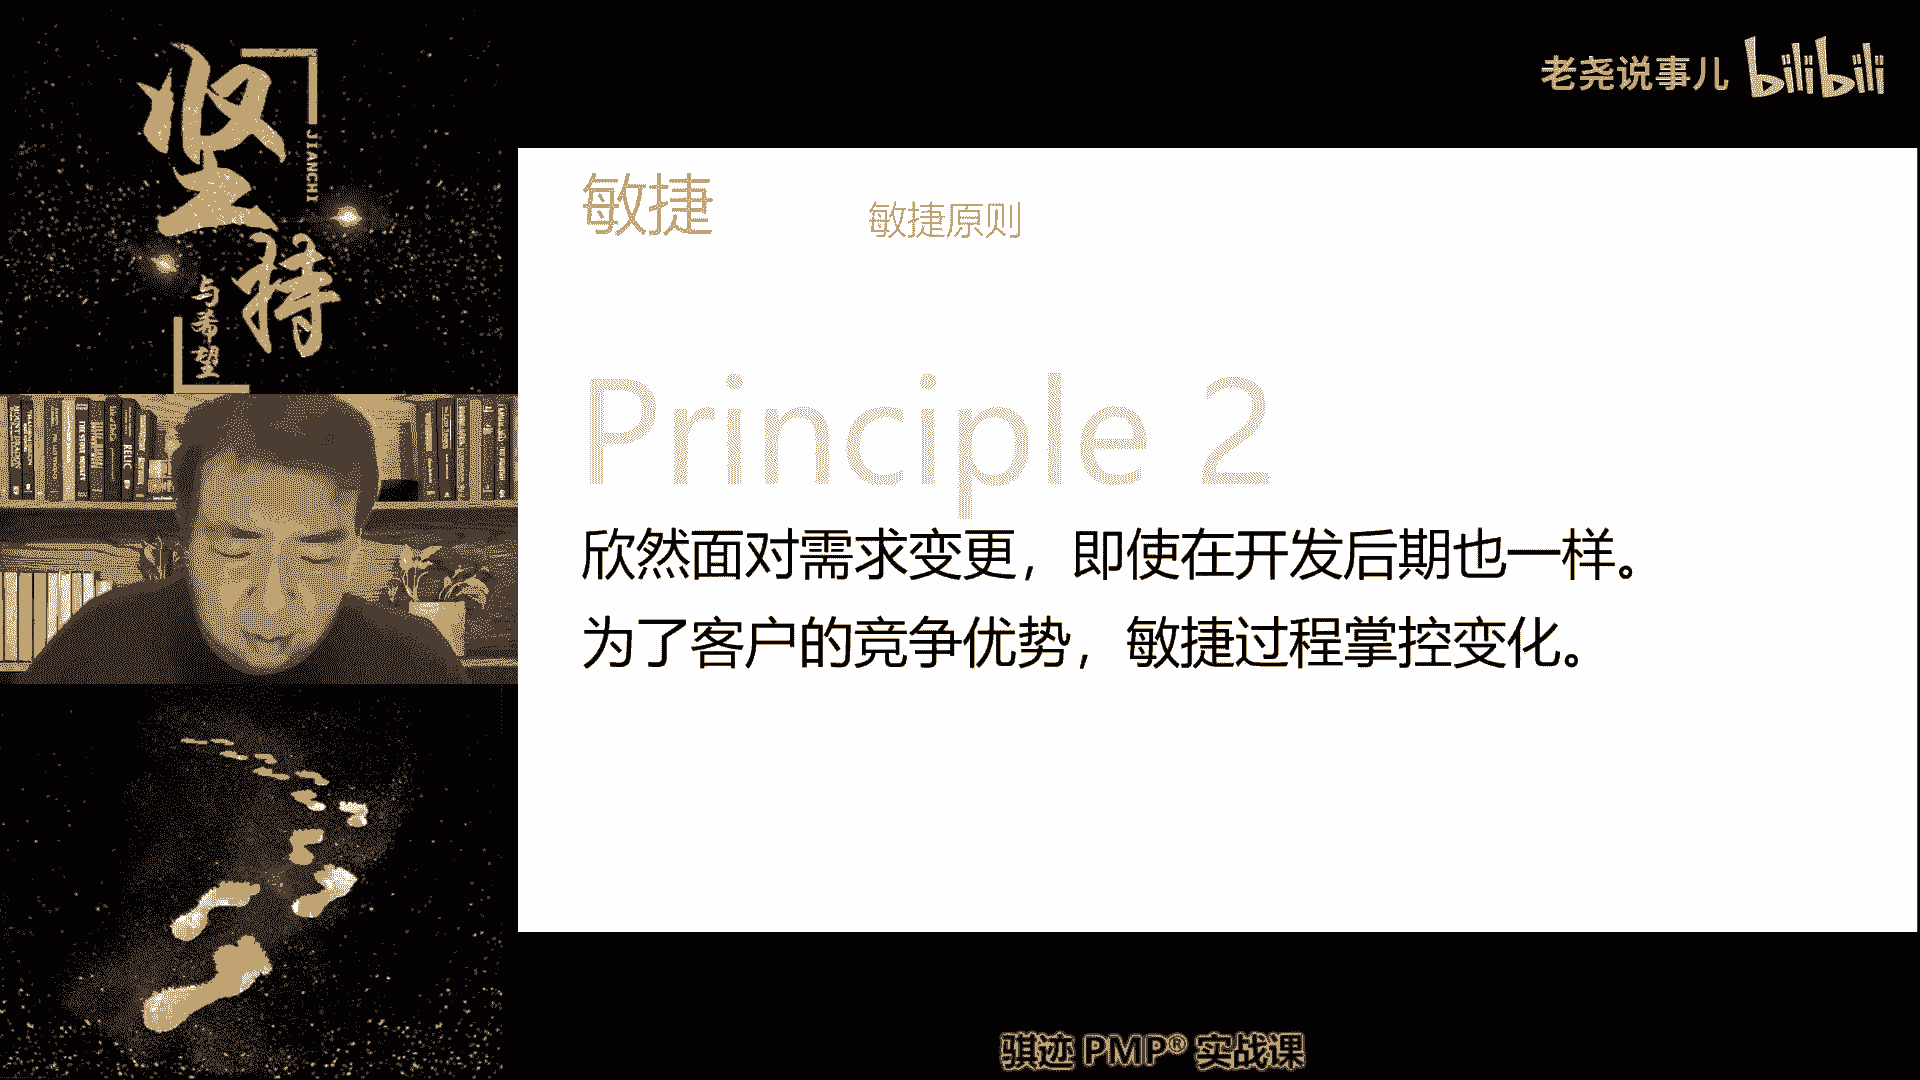 坚持
JIANCHI
与希望
老尧说事儿 bilibili
敏捷
敏捷原则
Principle 2
欣然面对需求变更，即使在开发后期也一样。
为了客户的竞争优势，敏捷过程掌控变化。
RELIC
骐迹 PMP® 实战课